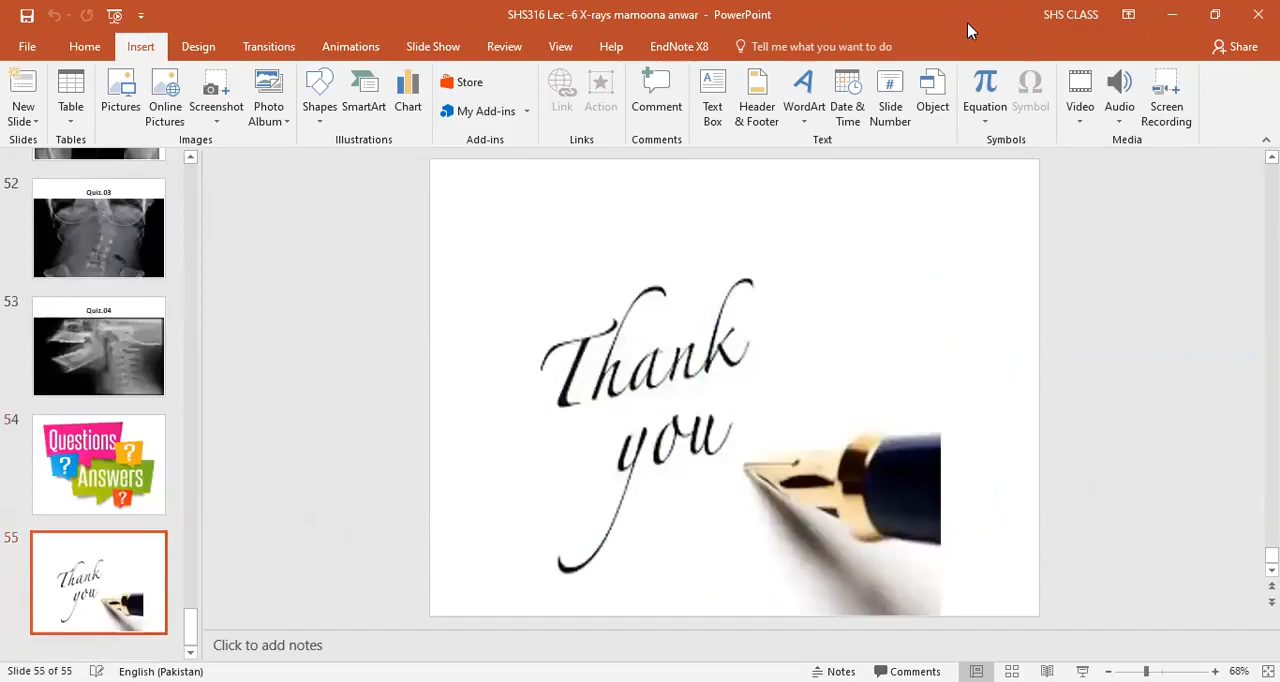 SHS316 Lec -6 X-rays mamoona anwar - PowerPoint
SHS CLASS
File
Home
Insert
Design
Transitions
Animations
Slide Show
Review
View
Help
EndNote X8
Tell me what you want to do
Share
New Slide
Table
Pictures
Online Pictures
Screenshot
Photo Album
Shapes
SmartArt
Chart
Store
My Add-ins
Link
Action
Comment
Text Box
Header & Footer
WordArt
Date & Time
Slide Number
Object
Equation
Symbol
Video
Audio
Screen Recording
Slides
Tables
Images
Illustrations
Add-ins
Links
Comments
Text
Symbols
Media
52
Quiz.03
53
Quiz.04
54
Questions
?
?
Answers
?
55
Thank
you
Thank
you
Click to add notes
Slide 55 of 55
English (Pakistan)
Notes
Comments
68%